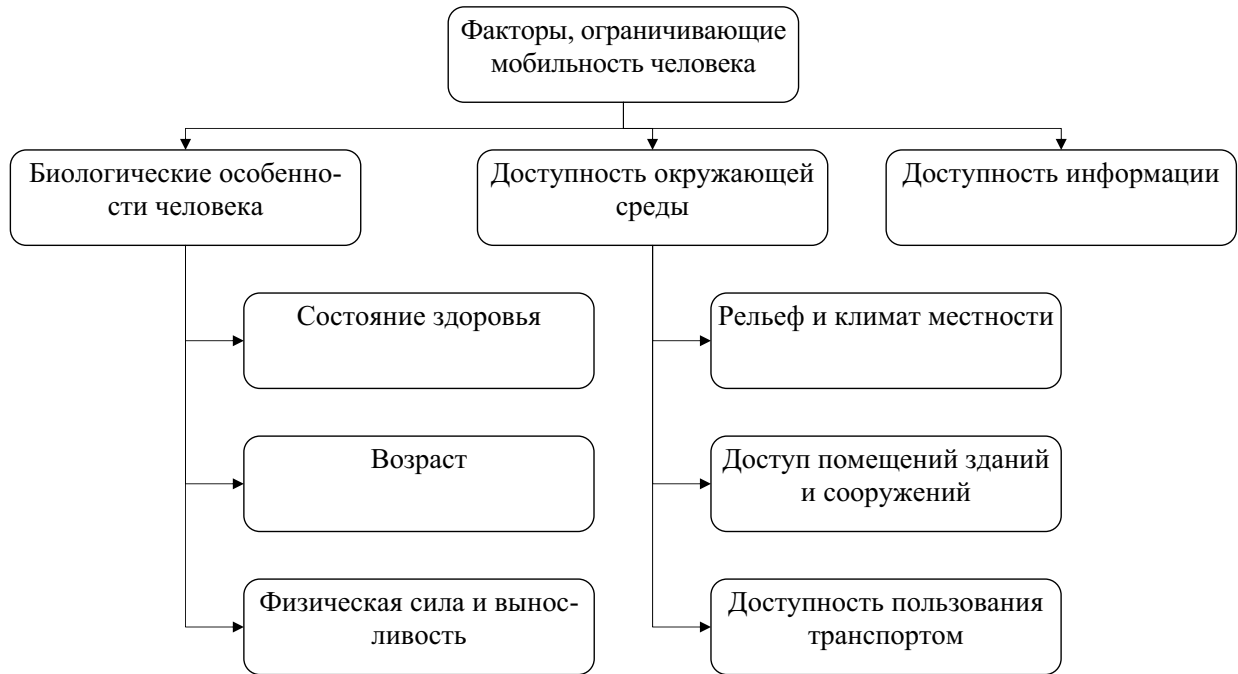 Факторы, ограничивающие
мобильность человека
Биологические особенно-
сти человека
Доступность окружающей
среды
Доступность информации
Состояние здоровья
Рельеф и климат местности
Возраст
Доступ помещений зданий
и сооружений
Физическая сила и вынос-
ливость
Доступность пользования
транспортом